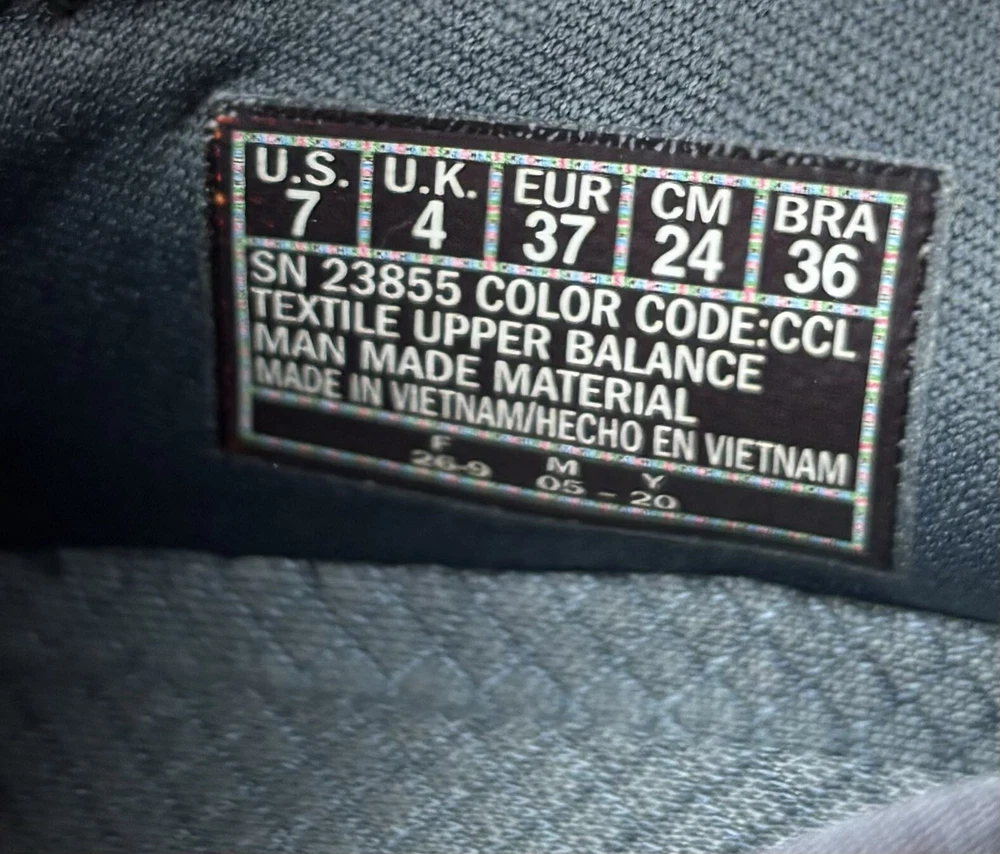 U.S. U.K. EUR CM BRA
7 4 37 24 36
SN 23855 COLOR CODE:CCL
TEXTILE UPPER BALANCE
MAN MADE MATERIAL
MADE IN VIETNAM/HECHO EN VIETNAM
F M Y
26-9 05 - 20